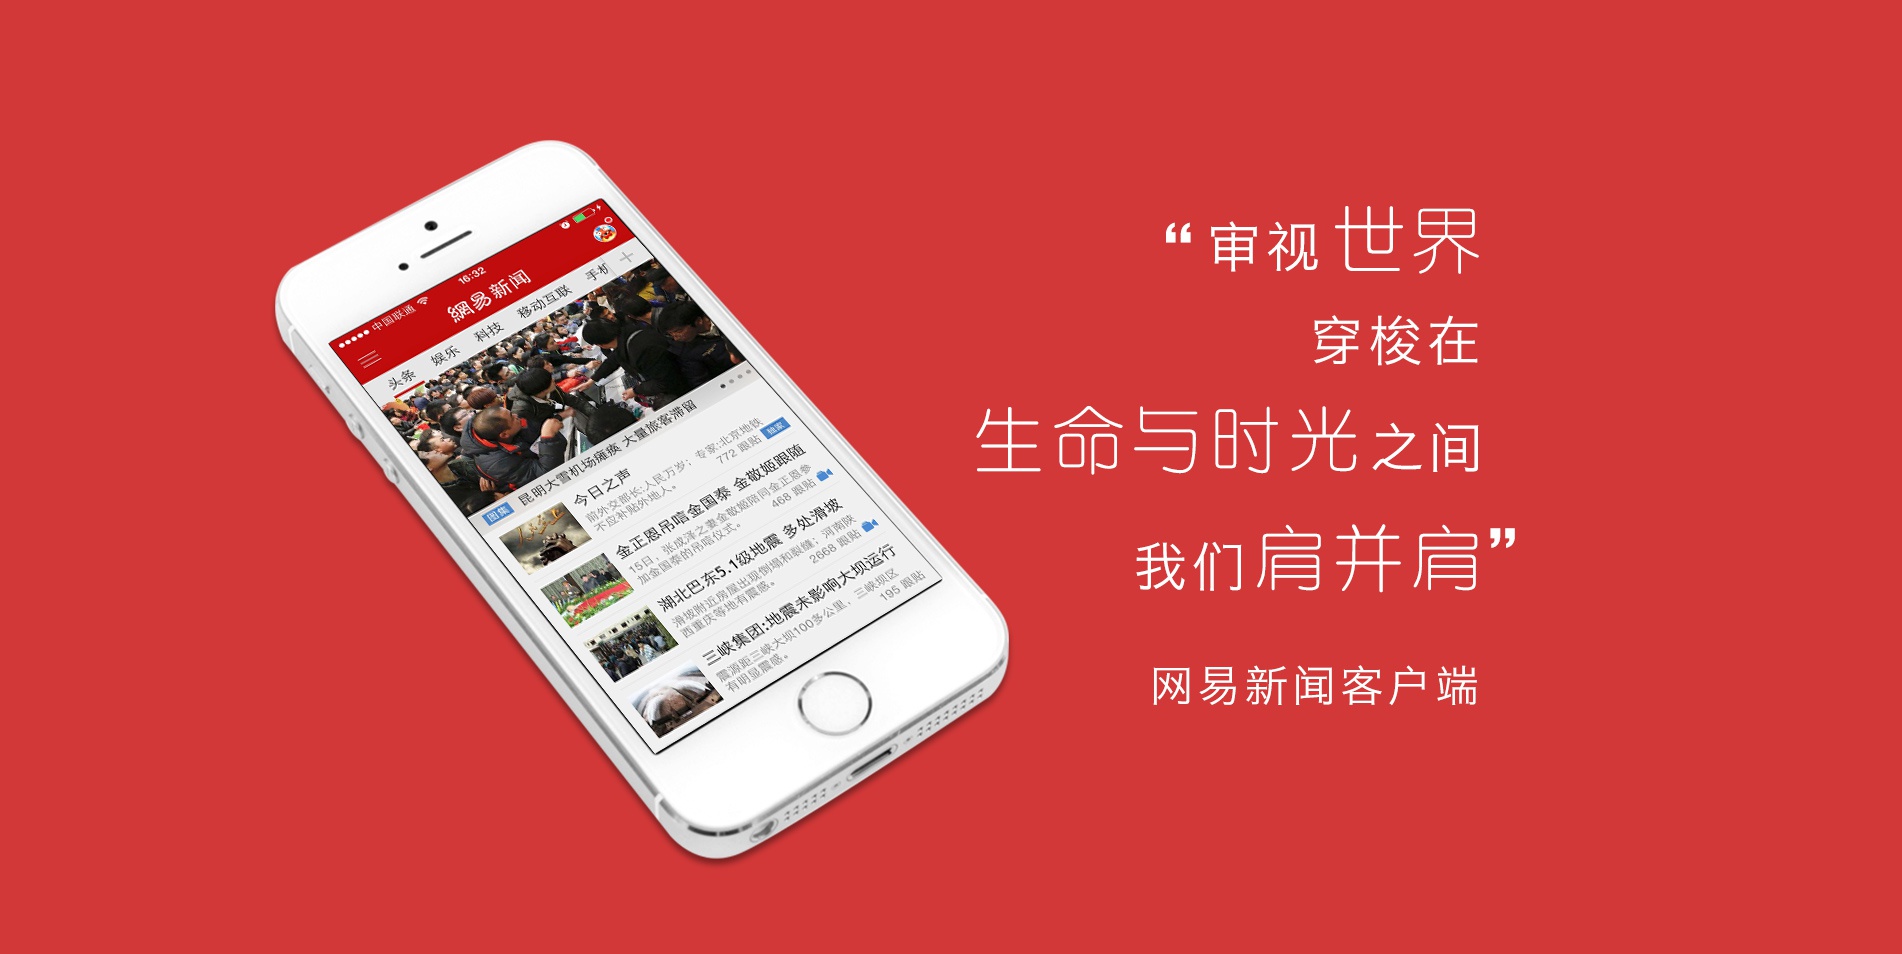 中国联通
16:32
網易新闻
头条 娱乐 科技 移动互联 手机
图集 昆明大雪机场瘫痪 大量旅客滞留
今日之声
前外交部长:人民万岁；专家:北京地铁
不应补贴外地人。
772 跟贴 独家
金正恩吊唁金国泰 金敬姬跟随
15日，张成泽之妻金敬姬陪同金正恩参
加金国泰的吊唁仪式。
468 跟贴
湖北巴东5.1级地震 多处滑坡
滑坡附近房屋出现倒塌和裂缝；河南陕
西重庆等地有震感。
2668 跟贴
三峡集团:地震未影响大坝运行
震源距三峡大坝100多公里，三峡坝区
有明显震感。
195 跟贴
“审视世界
穿梭在
生命与时光之间
我们肩并肩”
网易新闻客户端